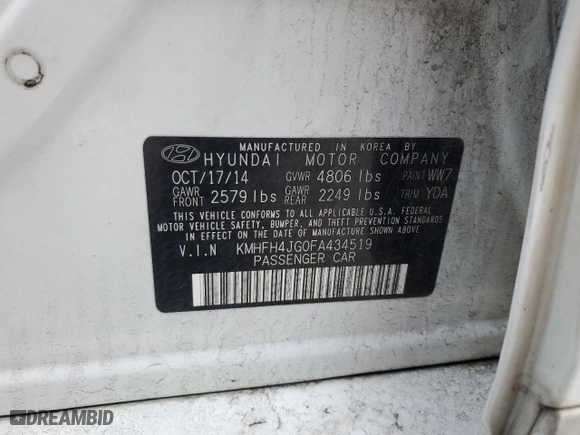 MANUFACTURED IN KOREA BY
HYUNDAI MOTOR COMPANY
OCT/17/14 GVWR 4806 lbs PAINT WW7
GAWR FRONT 2579 lbs GAWR REAR 2249 lbs TRIM YDA
THIS VEHICLE CONFORMS TO ALL APPLICABLE U.S.A. FEDERAL
MOTOR VEHICLE SAFETY, BUMPER, AND THEFT PREVENTION STANDARDS
IN EFFECT ON THE DATE OF MANUFACTURE SHOWN ABOVE.
V.I.N KMHFH4JG0FA434519
PASSENGER CAR
DREAMBID